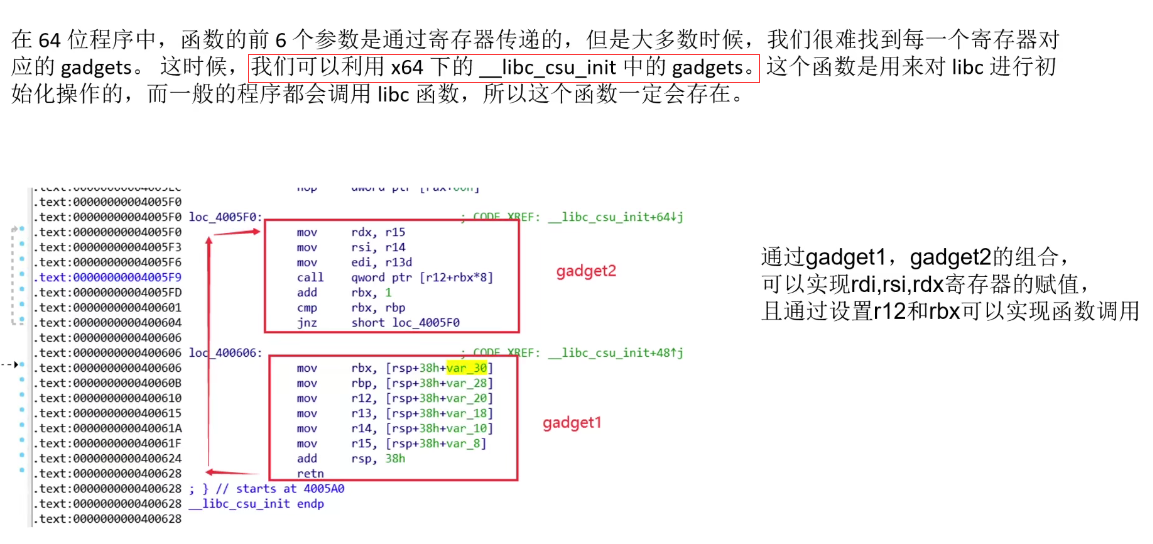 在 64 位程序中，函数的前 6 个参数是通过寄存器传递的，但是大多数时候，我们很难找到每一个寄存器对
应的 gadgets。 这时候，我们可以利用 x64 下的 __libc_csu_init 中的 gadgets。这个函数是用来对 libc 进行初
始化操作的，而一般的程序都会调用 libc 函数，所以这个函数一定会存在。
.text:00000000004005F0
.text:00000000004005F0 loc_4005F0: ; CODE XREF: __libc_csu_init+64↓j
.text:00000000004005F0 mov rdx, r15
.text:00000000004005F3 mov rsi, r14
.text:00000000004005F6 mov edi, r13d
.text:00000000004005F9 call qword ptr [r12+rbx*8]
.text:00000000004005FD add rbx, 1
.text:0000000000400601 cmp rbx, rbp
.text:0000000000400604 jnz short loc_4005F0
.text:0000000000400606
.text:0000000000400606 loc_400606: ; CODE XREF: __libc_csu_init+48↑j
.text:0000000000400606 mov rbx, [rsp+38h+var_30]
.text:000000000040060B mov rbp, [rsp+38h+var_28]
.text:0000000000400610 mov r12, [rsp+38h+var_20]
.text:0000000000400615 mov r13, [rsp+38h+var_18]
.text:000000000040061A mov r14, [rsp+38h+var_10]
.text:000000000040061F mov r15, [rsp+38h+var_8]
.text:0000000000400624 add rsp, 38h
.text:0000000000400628 retn
.text:0000000000400628 ; } // starts at 4005A0
.text:0000000000400628 __libc_csu_init endp
.text:0000000000400628
gadget2
gadget1
通过gadget1，gadget2的组合，
可以实现rdi,rsi,rdx寄存器的赋值，
且通过设置r12和rbx可以实现函数调用